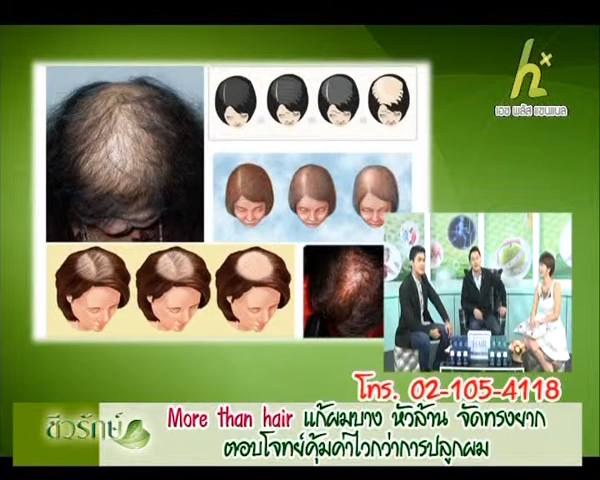 h+
เอช พลัส แชนแนล
HAIR
โทร. 02-105-4118
ชีวรักษ์
More than hair แก้ผมบาง หัวล้าน จัดทรงยาก
ตอบโจทย์คุ้มค่าไวกว่าการปลูกผม